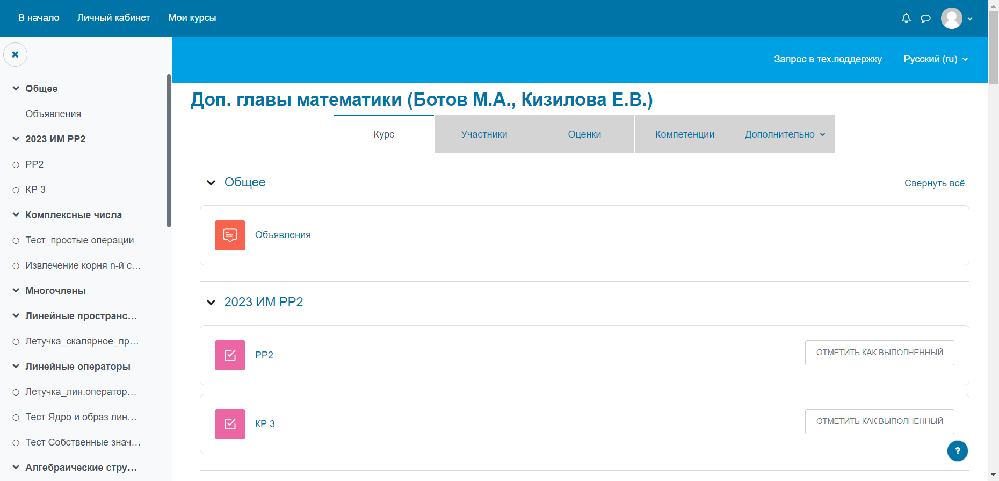 В начало
Личный кабинет
Мои курсы
Запрос в тех.поддержку
Русский (ru)
Общее
Объявления
2023 ИМ РР2
РР2
КР 3
Комплексные числа
Тест_простые операции
Извлечение корня n-й с...
Многочлены
Линейные пространс...
Летучка_скалярное_пр...
Линейные операторы
Летучка_лин.оператор...
Тест Ядро и образ лин...
Тест Собственные знач...
Алгебраические стру...
Доп. главы математики (Ботов М.А., Кизилова Е.В.)
Курс
Участники
Оценки
Компетенции
Дополнительно
Общее
Свернуть всё
Объявления
2023 ИМ РР2
РР2
ОТМЕТИТЬ КАК ВЫПОЛНЕННЫЙ
КР 3
ОТМЕТИТЬ КАК ВЫПОЛНЕННЫЙ
?